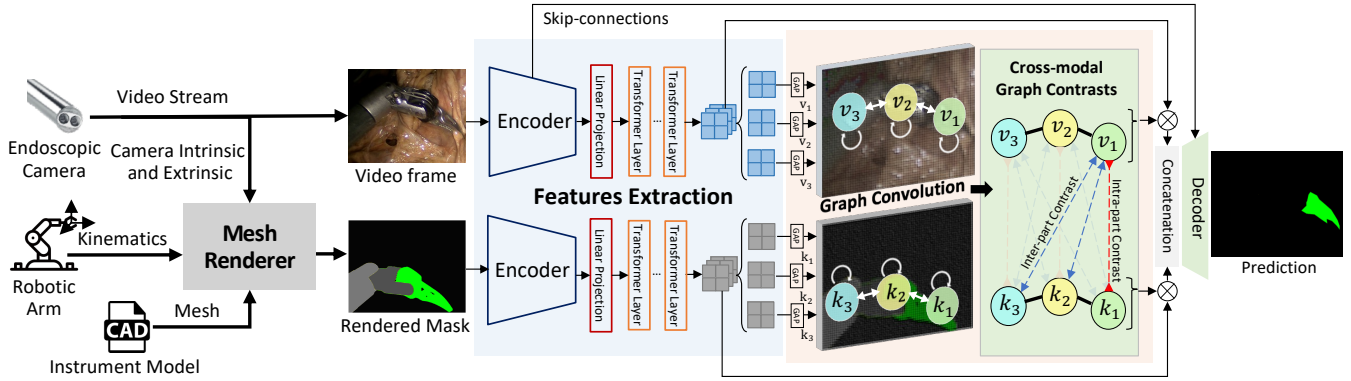 Skip-connections
Endoscopic
Camera
Video Stream
Camera Intrinsic
and Extrinsic
Robotic
Arm
Kinematics
Mesh
Renderer
CAD
Mesh
Instrument Model
Video frame
Rendered Mask
Encoder
Linear Projection
Transformer Layer
...
Transformer Layer
Features Extraction
Encoder
Linear Projection
Transformer Layer
...
Transformer Layer
GAP
v₁
GAP
v₂
GAP
v₃
GAP
k₁
GAP
k₂
GAP
k₃
v₃
v₂
v₁
Graph Convolution
k₃
k₂
k₁
Cross-modal
Graph Contrasts
v₃
v₂
v₁
Inter-part Contrast
Intra-part Contrast
k₃
k₂
k₁
Concatenation
Decoder
Prediction